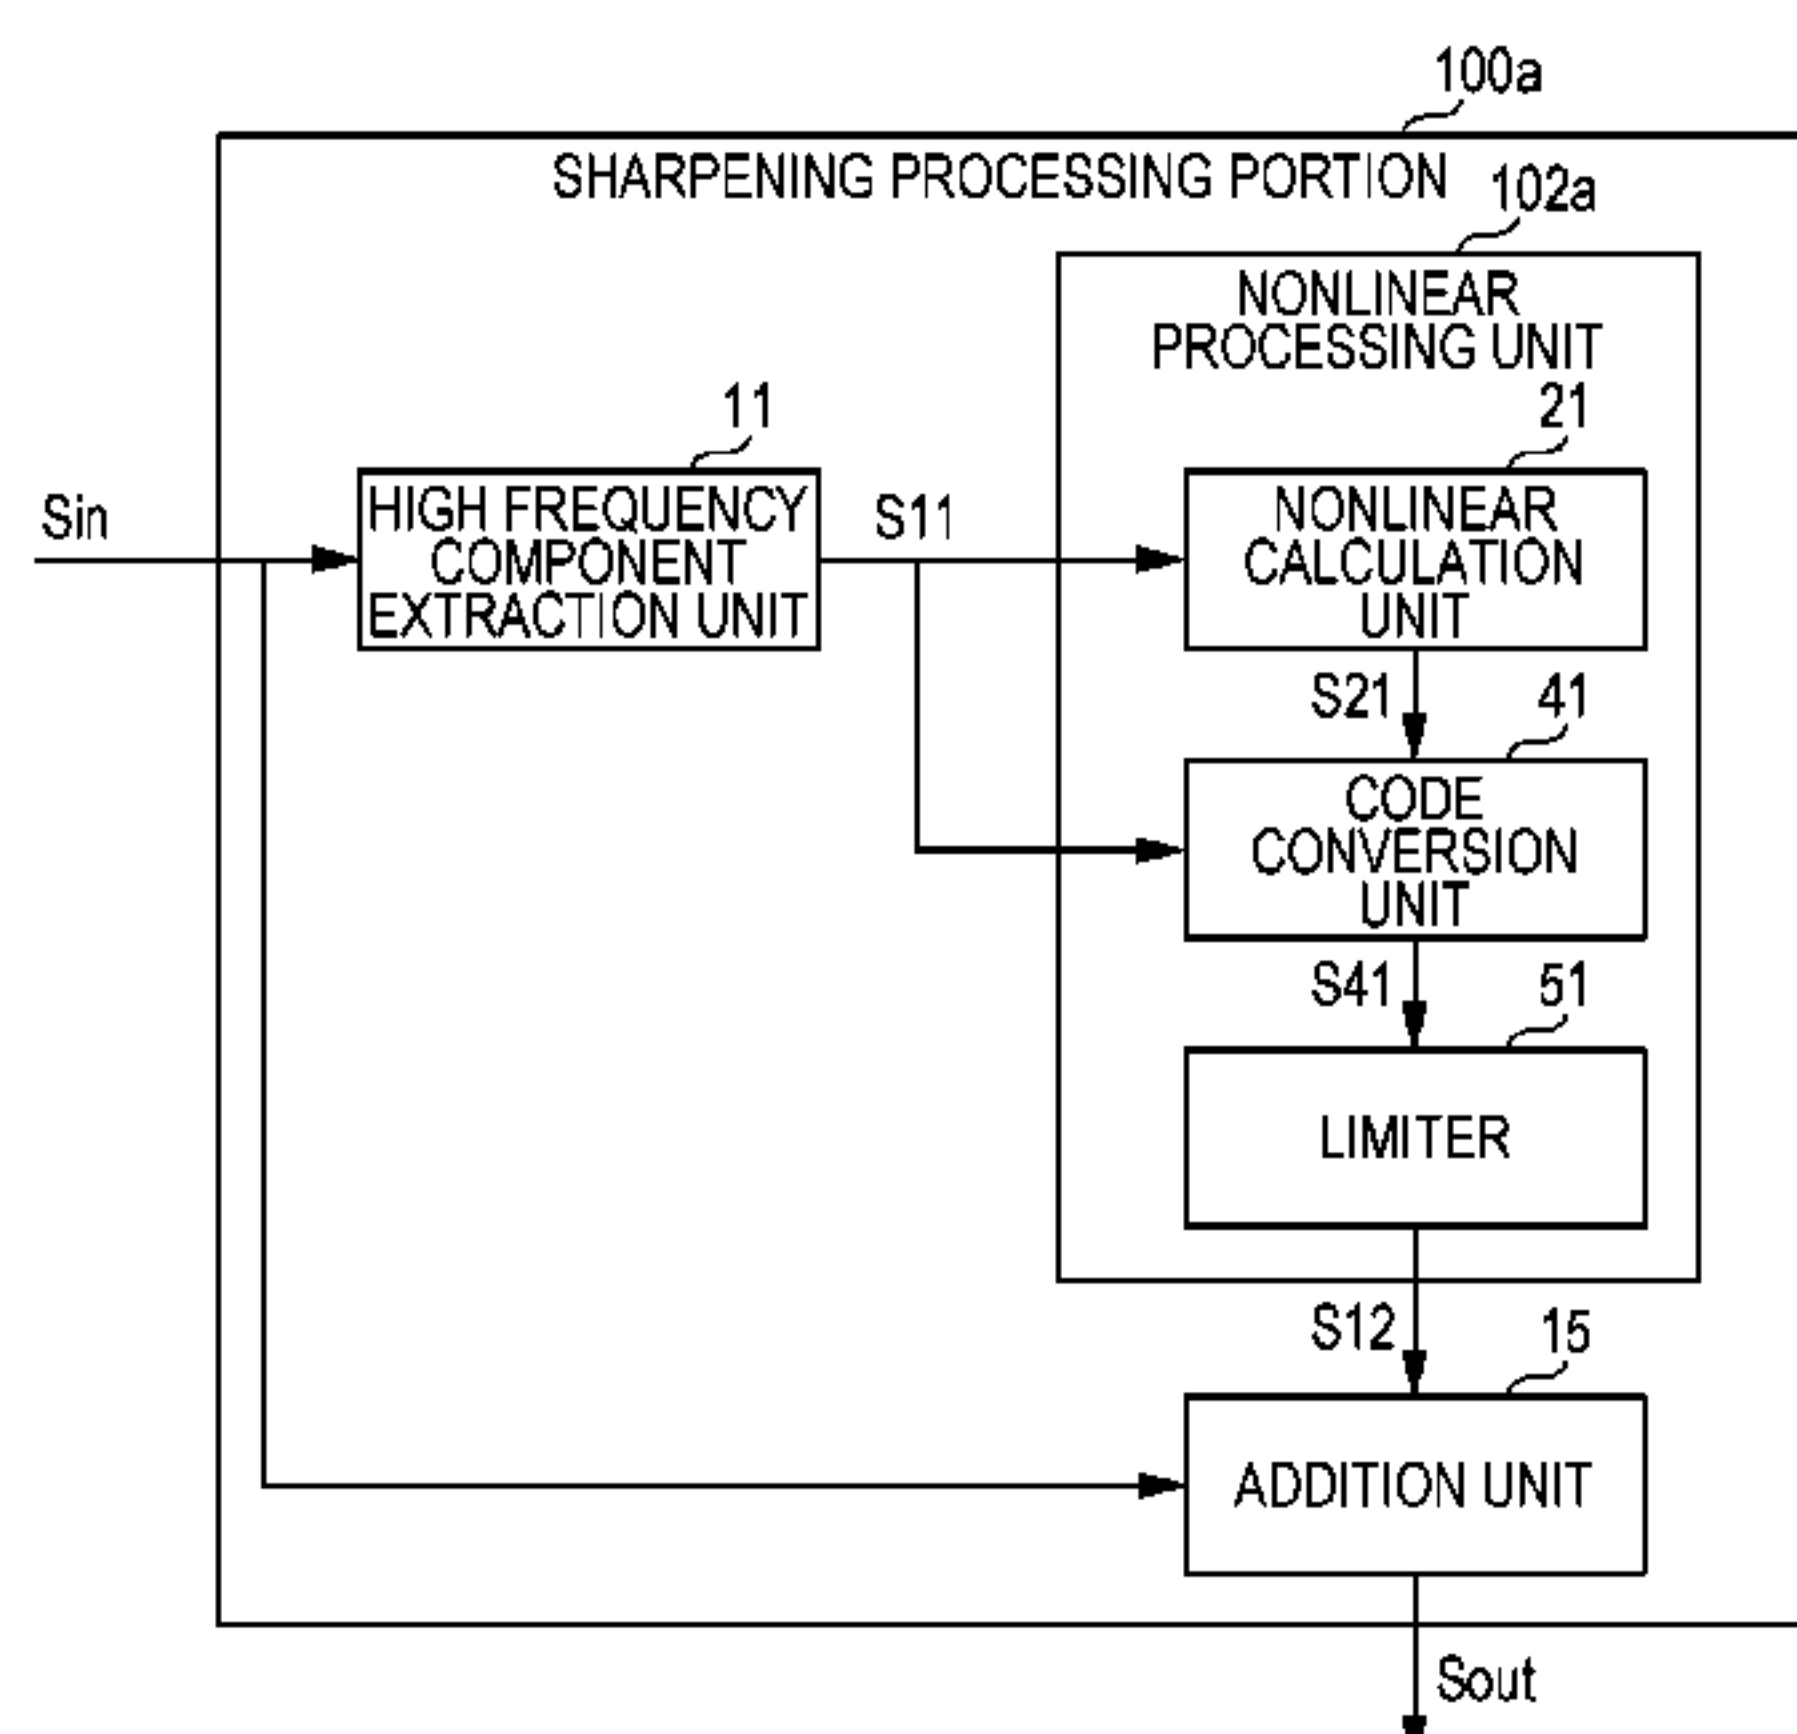 100a
SHARPENING PROCESSING PORTION
102a
NONLINEAR
PROCESSING UNIT
11
21
Sin
HIGH FREQUENCY
COMPONENT
EXTRACTION UNIT
S11
NONLINEAR
CALCULATION
UNIT
S21
41
CODE
CONVERSION
UNIT
S41
51
LIMITER
S12
15
ADDITION UNIT
Sout